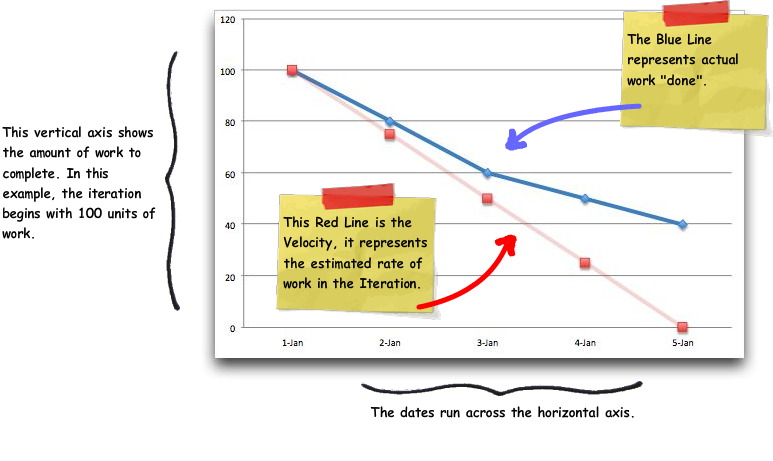 120
100
80
60
40
20
0
1-Jan
2-Jan
3-Jan
4-Jan
5-Jan
The Blue Line
represents actual
work "done".
This vertical axis shows
the amount of work to
complete. In this
example, the iteration
begins with 100 units of
work.
This Red Line is the
Velocity, it represents
the estimated rate of
work in the Iteration.
The dates run across the horizontal axis.